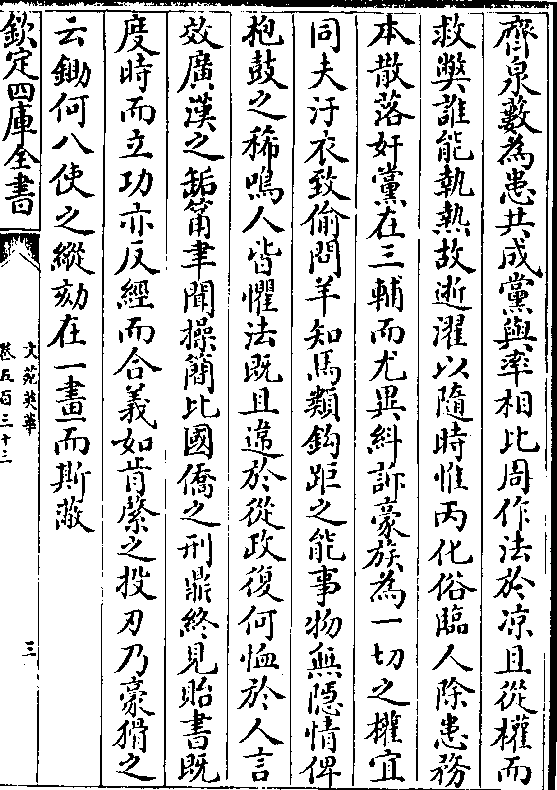 齊泉藪為患共成黨與率相比周作法於凉且從權而
救獘誰能執熱故逝濯以隨時惟丙化俗臨人除患務
本散落奸黨在三輔而尤異糾訴豪族為一切之權宜
同夫汙衣致偷問羊知馬類鈎距之能事物無隱情俾
枹鼓之稀鳴人皆懼法既且違於從政復何恤於人言
效廣漢之缿筩聿聞操簡比國僑之刑鼎終見貽書既
度時而立功亦反經而合義如肯綮之投刃乃豪猾之
云鋤何八使之縱劾在一畫而斯蔽
欽定四庫全書
文苑英華
卷五百三十三
三